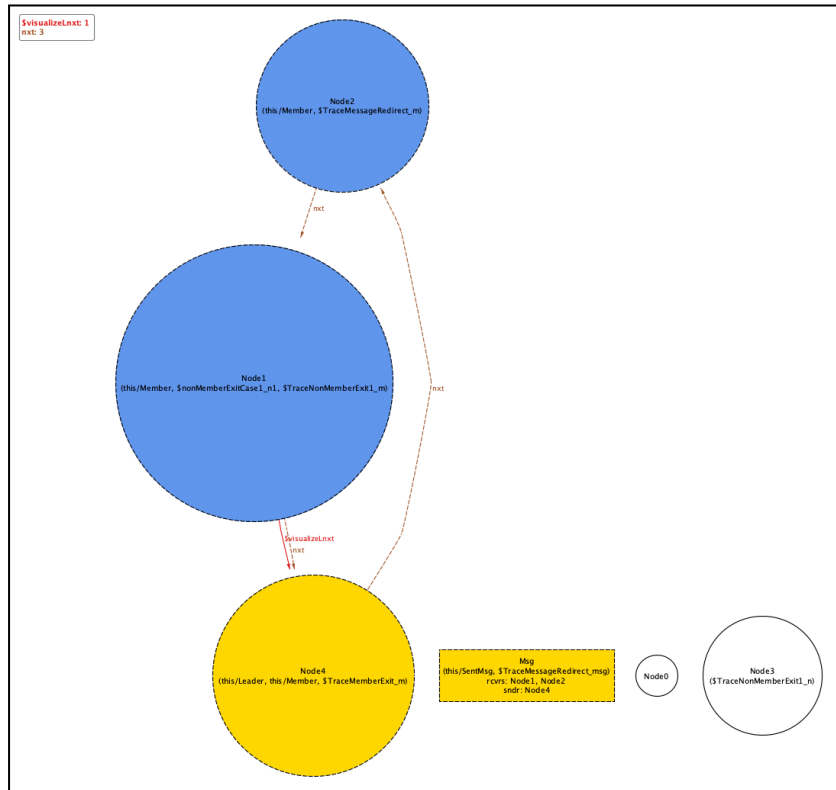 $visualizeLnxt: 1
nxt: 3
Node2
(this/Member, $TraceMessageRedirect_m)
nxt
Node1
(this/Member, $nonMemberExitCase1_n1, $TraceNonMemberExit1_m)
nxt
$visualizeLnxt
nxt
Node4
(this/Leader, this/Member, $TraceMemberExit_m)
Msg
(this/SentMsg, $TraceMessageRedirect_msg)
rcvrs: Node1, Node2
sndr: Node4
Node0
Node3
($TraceNonMemberExit1_n)